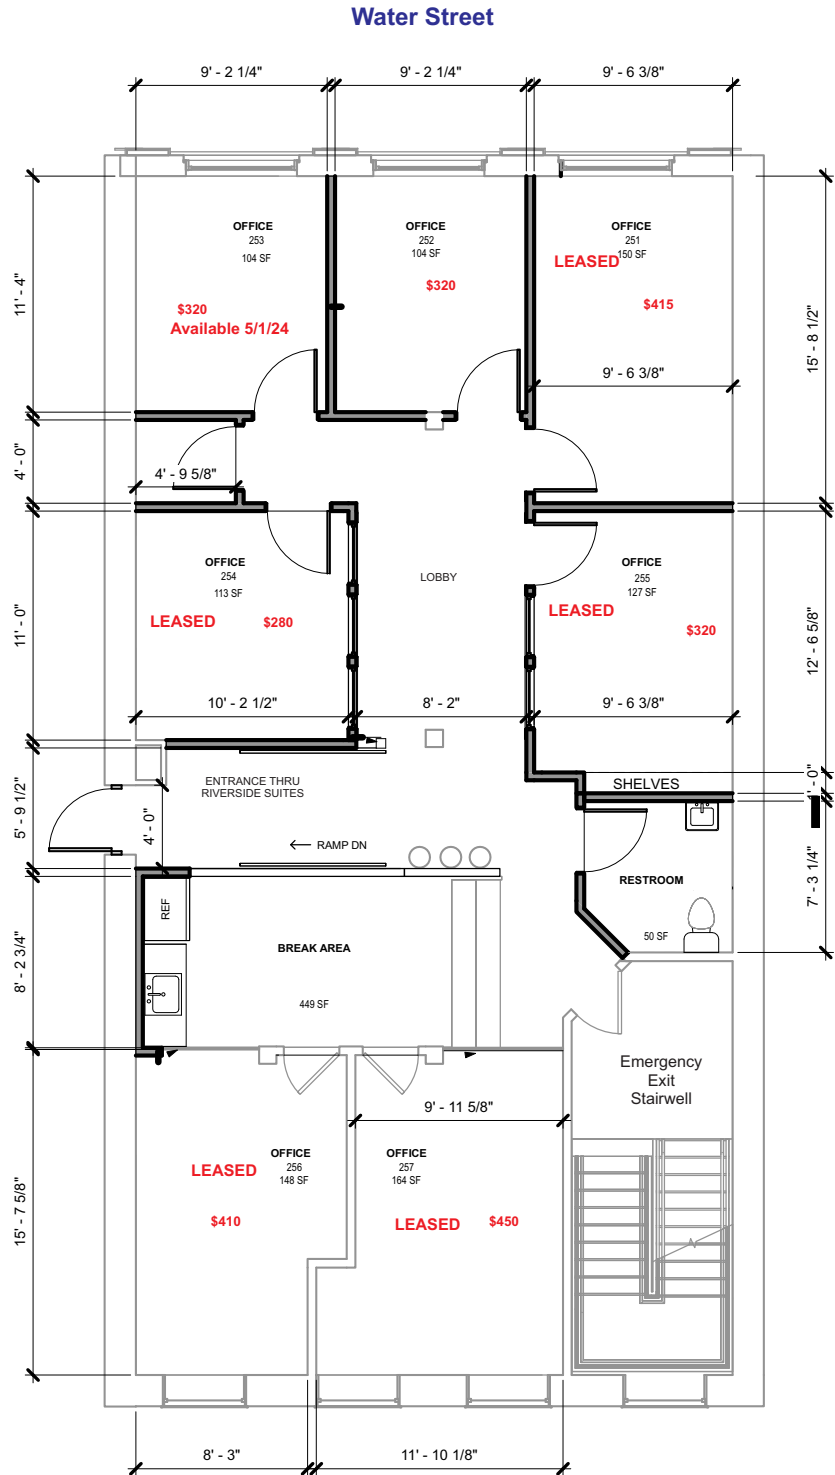 Water Street
9' - 2 1/4"
9' - 2 1/4"
9' - 6 3/8"
OFFICE
253
104 SF
$320
Available 5/1/24
OFFICE
252
104 SF
$320
OFFICE
251
150 SF
LEASED
$415
11' - 4"
15' - 8 1/2"
9' - 6 3/8"
4' - 0"
4' - 9 5/8"
OFFICE
254
113 SF
LEASED
$280
LOBBY
OFFICE
255
127 SF
LEASED
$320
11' - 0"
12' - 6 5/8"
10' - 2 1/2"
8' - 2"
9' - 6 3/8"
ENTRANCE THRU
RIVERSIDE SUITES
SHELVES
5' - 9 1/2"
4' - 0"
RAMP DN
RESTROOM
50 SF
7' - 3 1/4"
REF
BREAK AREA
449 SF
8' - 2 3/4"
Emergency
Exit
Stairwell
9' - 11 5/8"
LEASED
OFFICE
256
148 SF
$410
OFFICE
257
164 SF
LEASED
$450
15' - 7 5/8"
8' - 3"
11' - 10 1/8"